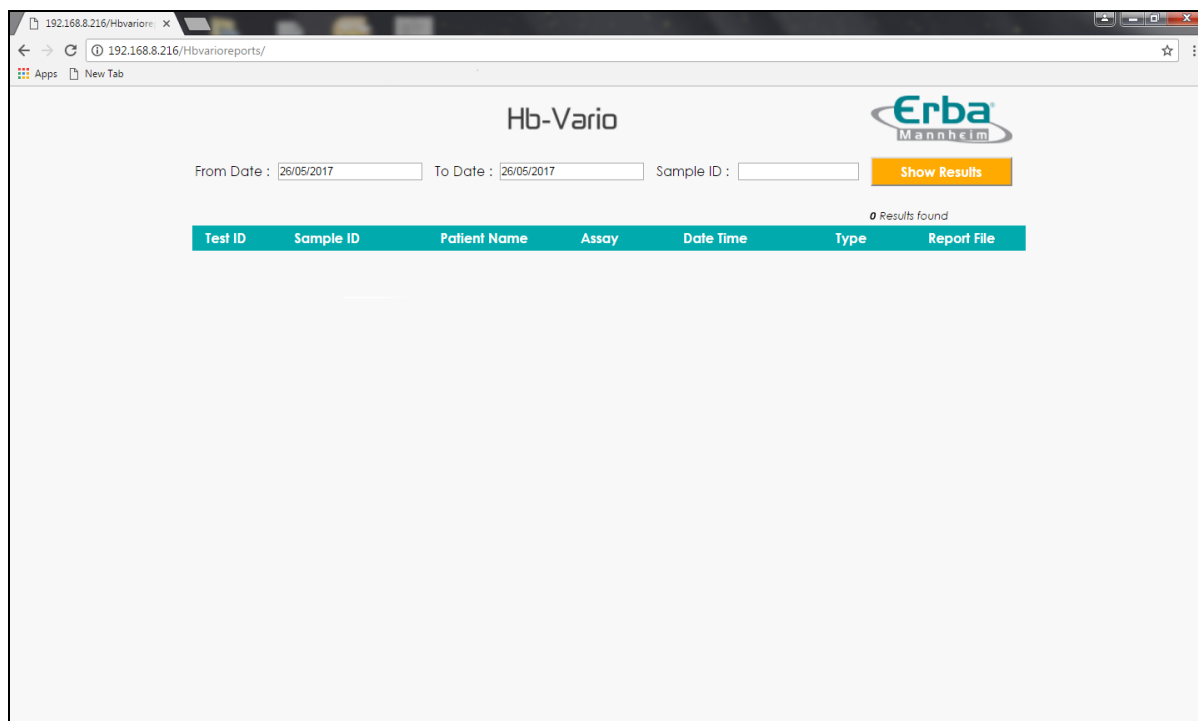 192.168.8.216/Hbvariore
192.168.8.216/Hbvarioreports/
Apps New Tab
Hb-Vario
Erba
Mannheim
From Date : 26/05/2017 To Date : 26/05/2017 Sample ID : Show Results
0 Results found
Test ID Sample ID Patient Name Assay Date Time Type Report File